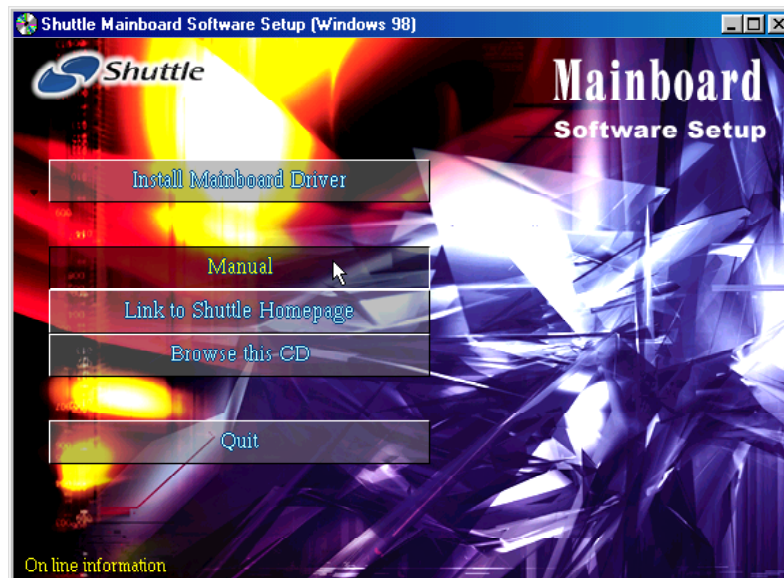 Shuttle Mainboard Software Setup (Windows 98)
Shuttle
Mainboard
Software Setup
Install Mainboard Driver
Manual
Link to Shuttle Homepage
Browse this CD
Quit
On line information